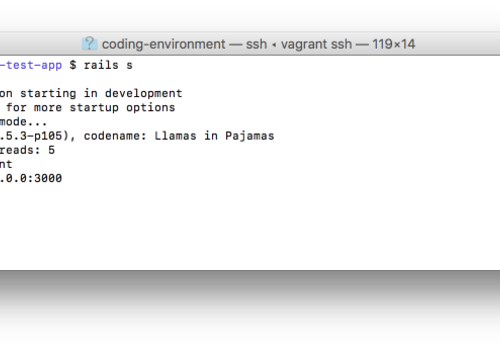 coding-environment — ssh ◂ vagrant ssh — 119×14
-test-app $ rails s
on starting in development
for more startup options
mode...
.5.3-p105), codename: Llamas in Pajamas
reads: 5
nt
.0.0:3000